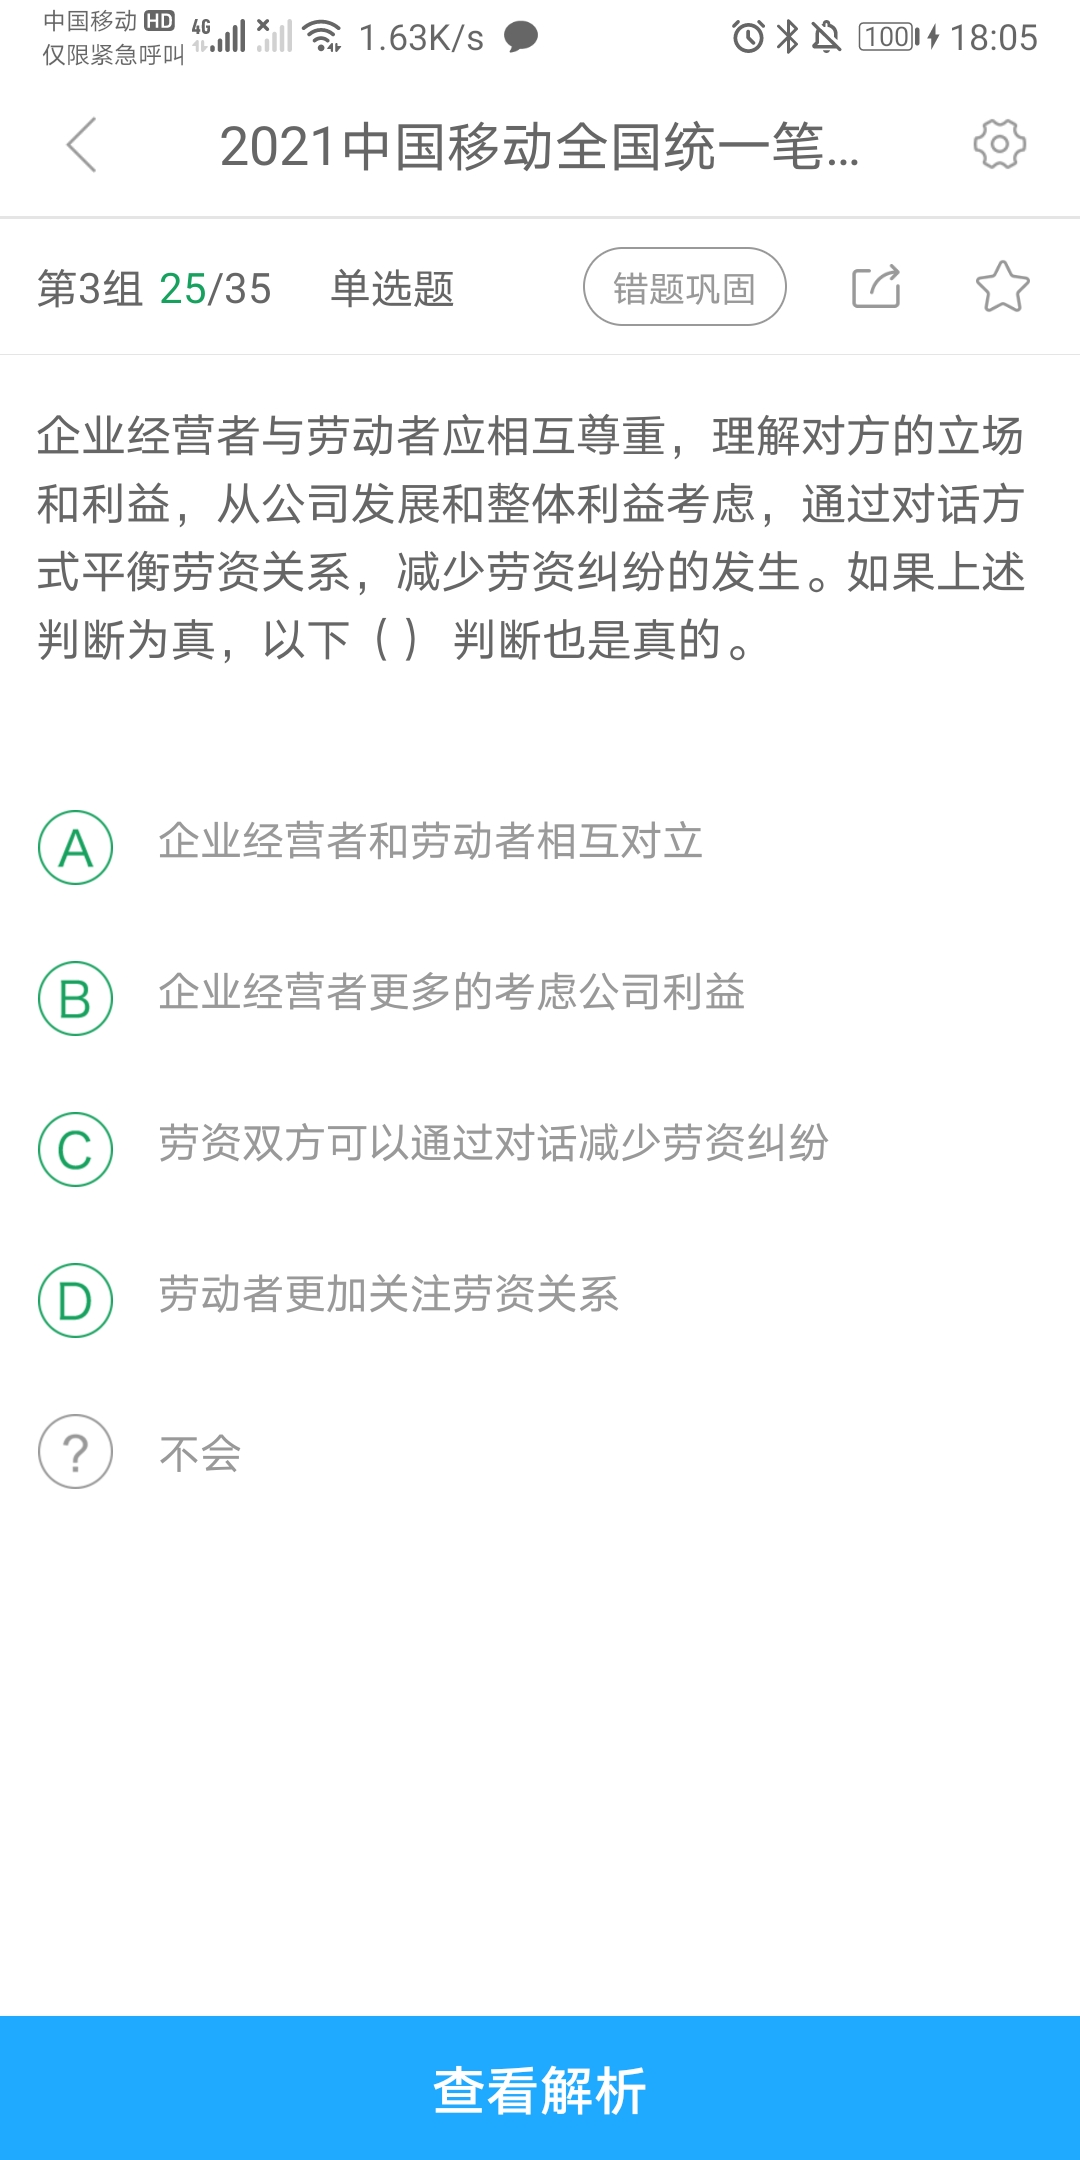 中国移动 HD 4G 1.63K/s 100 18:05
仅限紧急呼叫
2021中国移动全国统一笔...
第3组 25/35 单选题 错题巩固
企业经营者与劳动者应相互尊重，理解对方的立场
和利益，从公司发展和整体利益考虑，通过对话方
式平衡劳资关系，减少劳资纠纷的发生。如果上述
判断为真，以下（） 判断也是真的。
A 企业经营者和劳动者相互对立
B 企业经营者更多的考虑公司利益
C 劳资双方可以通过对话减少劳资纠纷
D 劳动者更加关注劳资关系
? 不会
查看解析